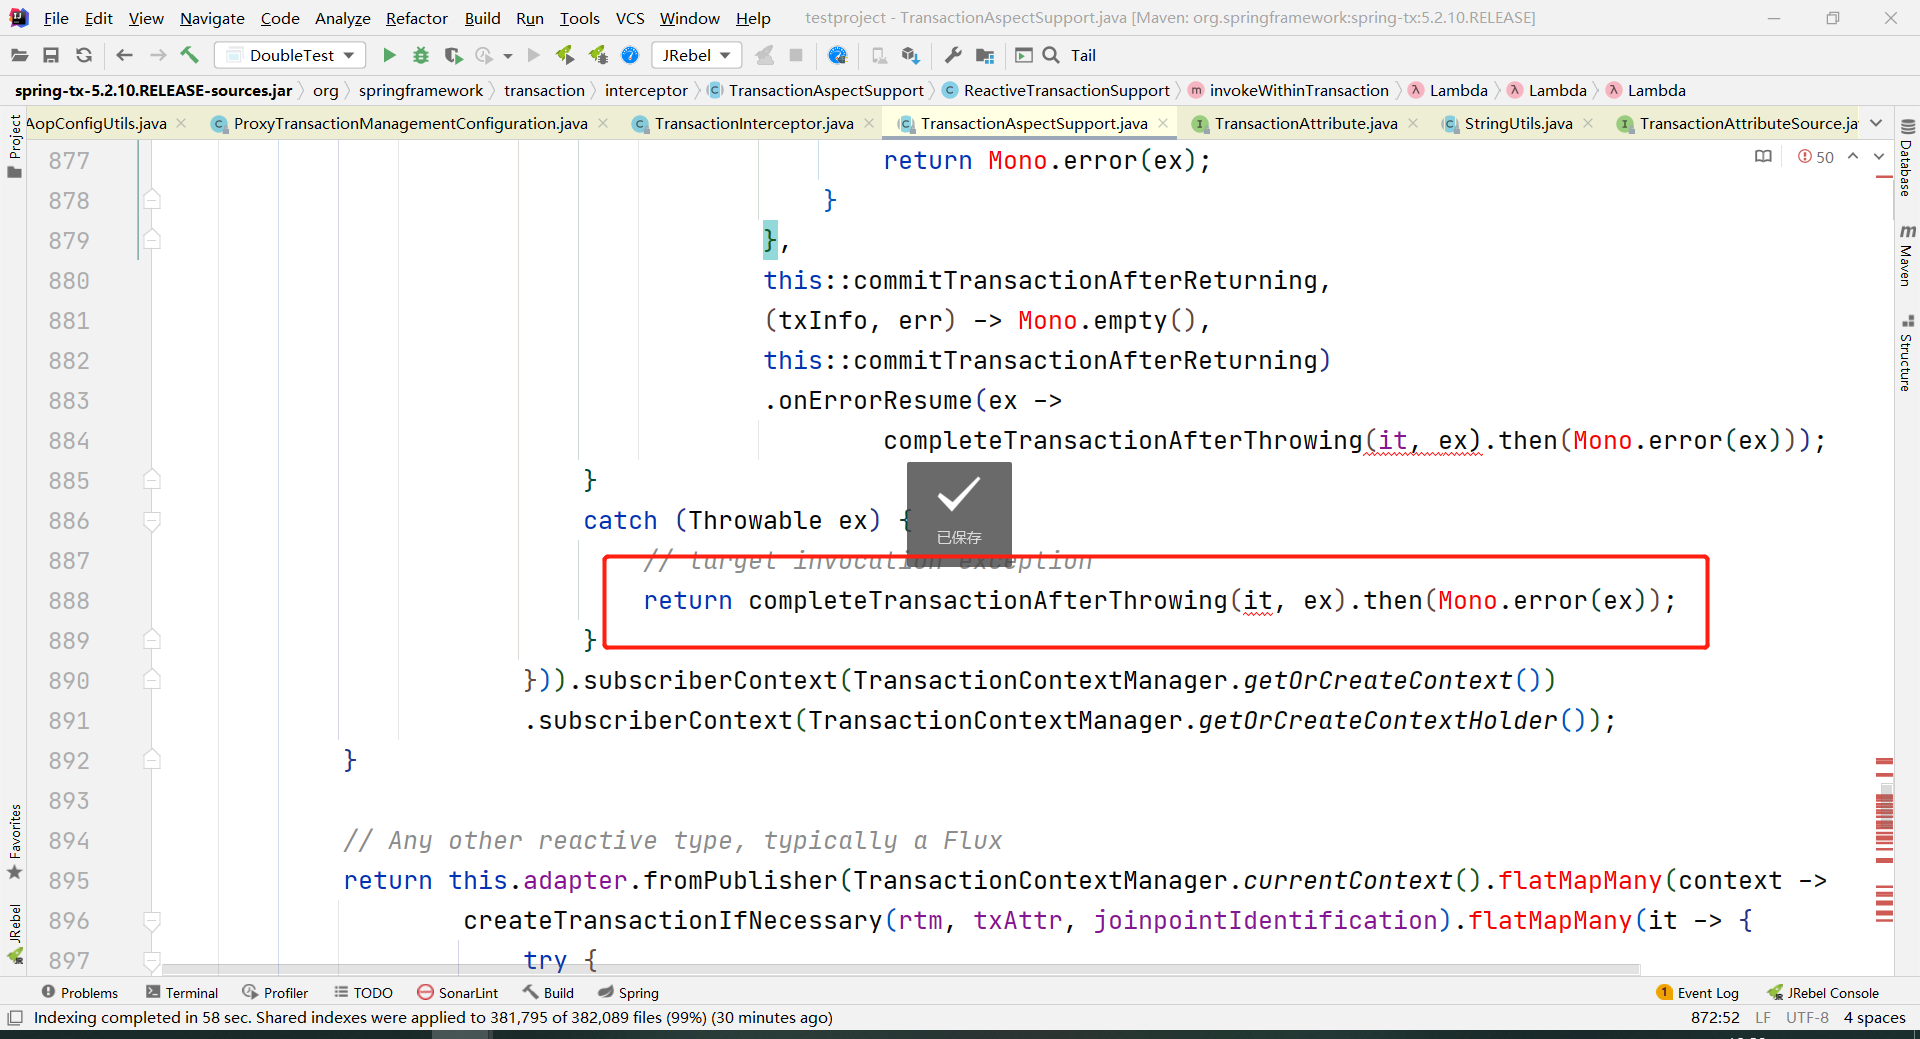 File Edit View Navigate Code Analyze Refactor Build Run Tools VCS Window Help testproject - TransactionAspectSupport.java [Maven: org.springframework:spring-tx:5.2.10.RELEASE]
DoubleTest JRebel Tail
spring-tx-5.2.10.RELEASE-sources.jar org springframework transaction interceptor TransactionAspectSupport ReactiveTransactionSupport invokeWithinTransaction Lambda Lambda Lambda
AopConfigUtils.java ProxyTransactionManagementConfiguration.java TransactionInterceptor.java TransactionAspectSupport.java TransactionAttribute.java StringUtils.java TransactionAttributeSource.jav
Project
Favorites
JRebel
50
Database
Maven
Structure
877 return Mono.error(ex);
878 }
879 },
880 this::commitTransactionAfterReturning,
881 (txInfo, err) -> Mono.empty(),
882 this::commitTransactionAfterReturning)
883 .onErrorResume(ex ->
884 completeTransactionAfterThrowing(it, ex).then(Mono.error(ex)));
885 }
886 catch (Throwable ex) {
已保存
887 // target invocation exception
888 return completeTransactionAfterThrowing(it, ex).then(Mono.error(ex));
889 }
890 })).subscriberContext(TransactionContextManager.getOrCreateContext())
891 .subscriberContext(TransactionContextManager.getOrCreateContextHolder());
892 }
893
894 // Any other reactive type, typically a Flux
895 return this.adapter.fromPublisher(TransactionContextManager.currentContext().flatMapMany(context ->
896 createTransactionIfNecessary(rtm, txAttr, joinpointIdentification).flatMapMany(it -> {
897 try {
Problems Terminal Profiler TODO SonarLint Build Spring 1 Event Log JRebel Console
Indexing completed in 58 sec. Shared indexes were applied to 381,795 of 382,089 files (99%) (30 minutes ago) 872:52 LF UTF-8 4 spaces